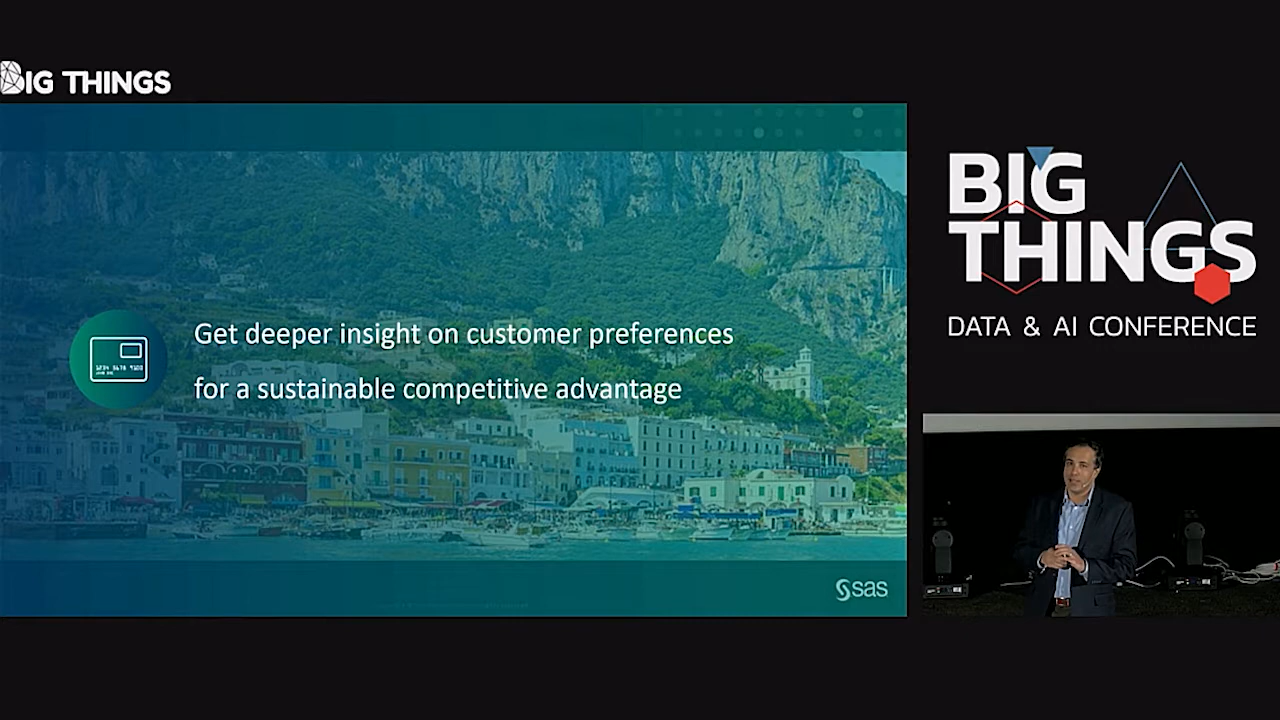 BIG THINGS
Get deeper insight on customer preferences
for a sustainable competitive advantage
sas
BIG
THINGS
DATA & AI CONFERENCE